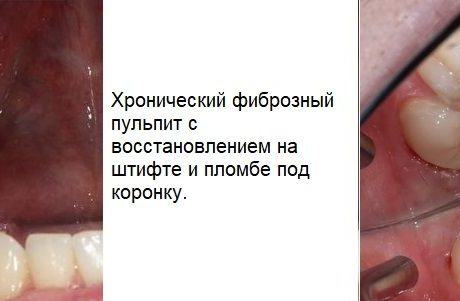 Хронический фиброзный
пульпит с
восстановлением на
штифте и пломбе под
коронку.